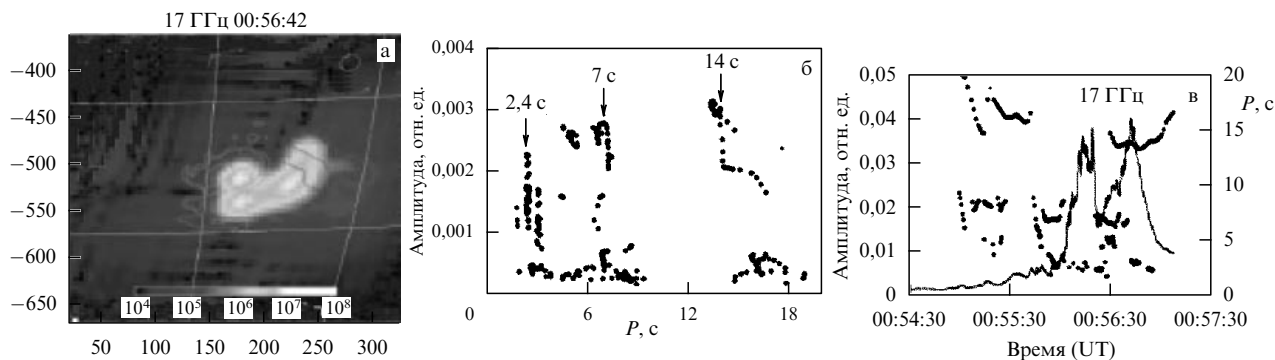 17 ГГц 00:56:42
а
−400
−450
−500
−550
−600
−650
10⁴ 10⁵ 10⁶ 10⁷ 10⁸
50 100 150 200 250 300
Амплитуда, отн. ед.
0,004
0,003
0,002
0,001
0 6 12 18
P, с
б
2,4 с
7 с
14 с
Амплитуда, отн. ед.
0,05
0,04
0,03
0,02
0,01
0
17 ГГц
в
20
P, с
15
10
5
0
00:54:30 00:55:30 00:56:30 00:57:30
Время (UT)